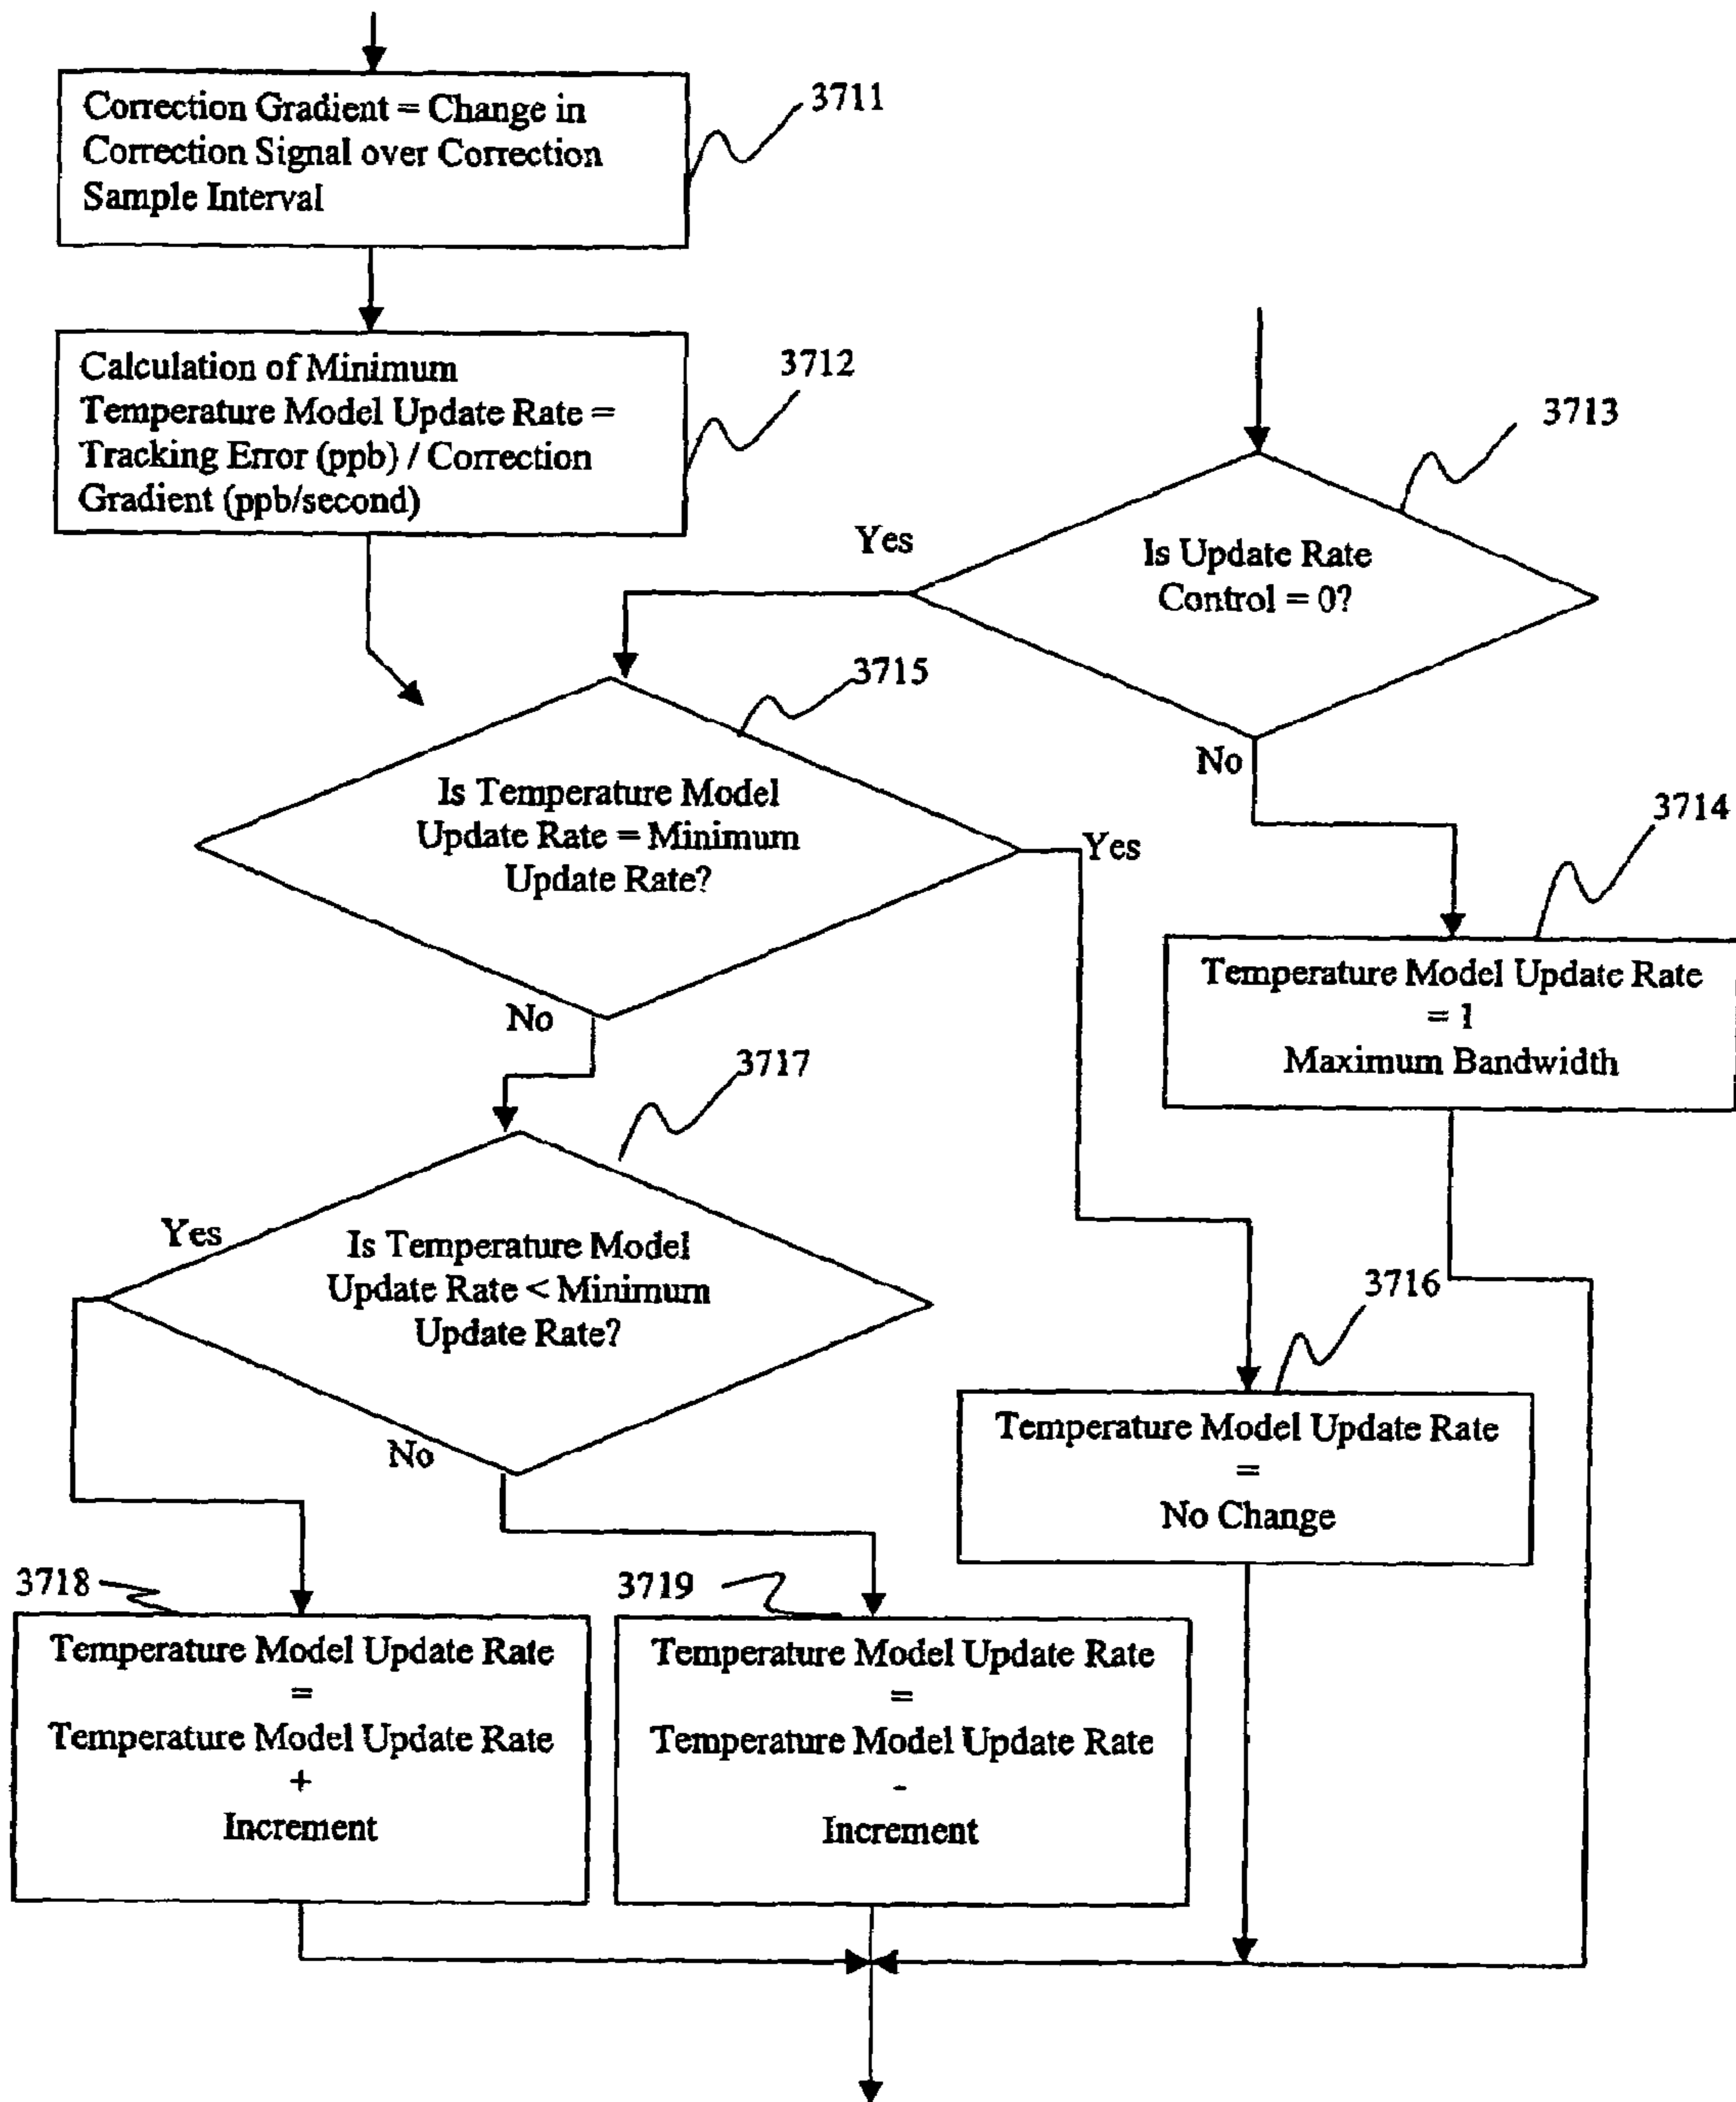 Correction Gradient = Change in
Correction Signal over Correction
Sample Interval
3711
Calculation of Minimum
Temperature Model Update Rate =
Tracking Error (ppb) / Correction
Gradient (ppb/second)
3712
3713
Is Update Rate
Control = 0?
Yes
No
3715
Is Temperature Model
Update Rate = Minimum
Update Rate?
Yes
No
3714
Temperature Model Update Rate
= 1
Maximum Bandwidth
3717
Is Temperature Model
Update Rate < Minimum
Update Rate?
Yes
No
3716
Temperature Model Update Rate
=
No Change
3718
Temperature Model Update Rate
=
Temperature Model Update Rate
+
Increment
3719
Temperature Model Update Rate
=
Temperature Model Update Rate
-
Increment